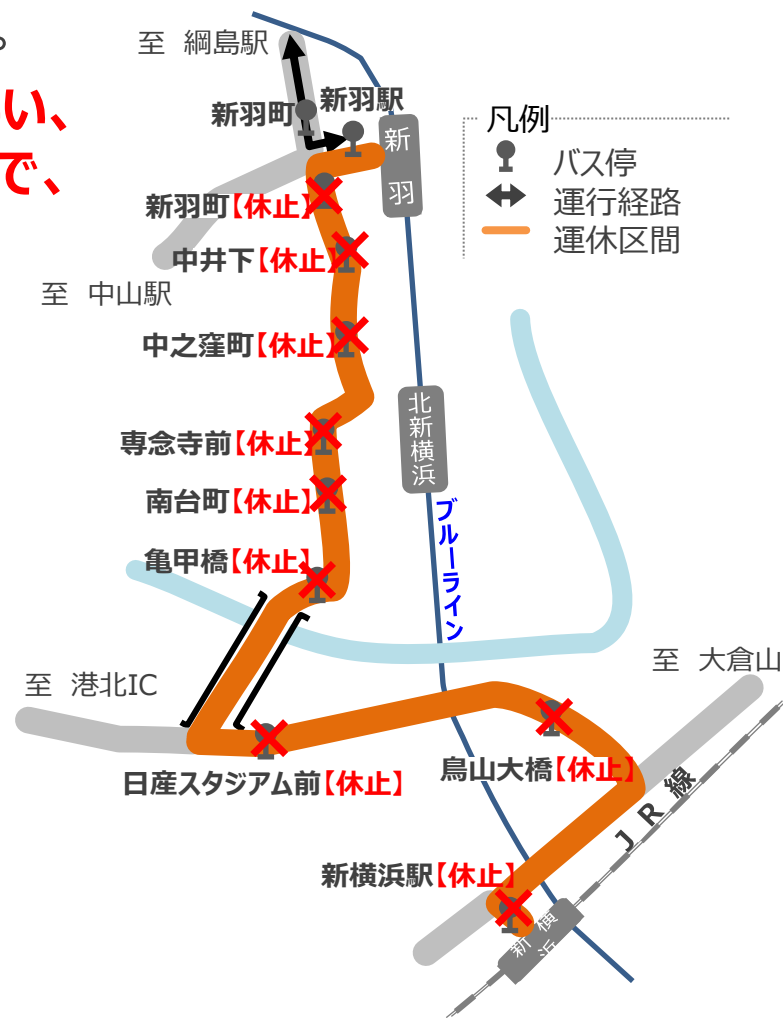 。
い、
で、
至 綱島駅
新羽町
新羽駅
新羽
凡例
バス停
運行経路
運休区間
新羽町【休止】
中井下【休止】
至 中山駅
中之窪町【休止】
北新横浜
専念寺前【休止】
南台町【休止】
ブルーライン
亀甲橋【休止】
至 大倉山
至 港北IC
日産スタジアム前【休止】
鳥山大橋【休止】
JR線
新横浜駅【休止】
新横浜